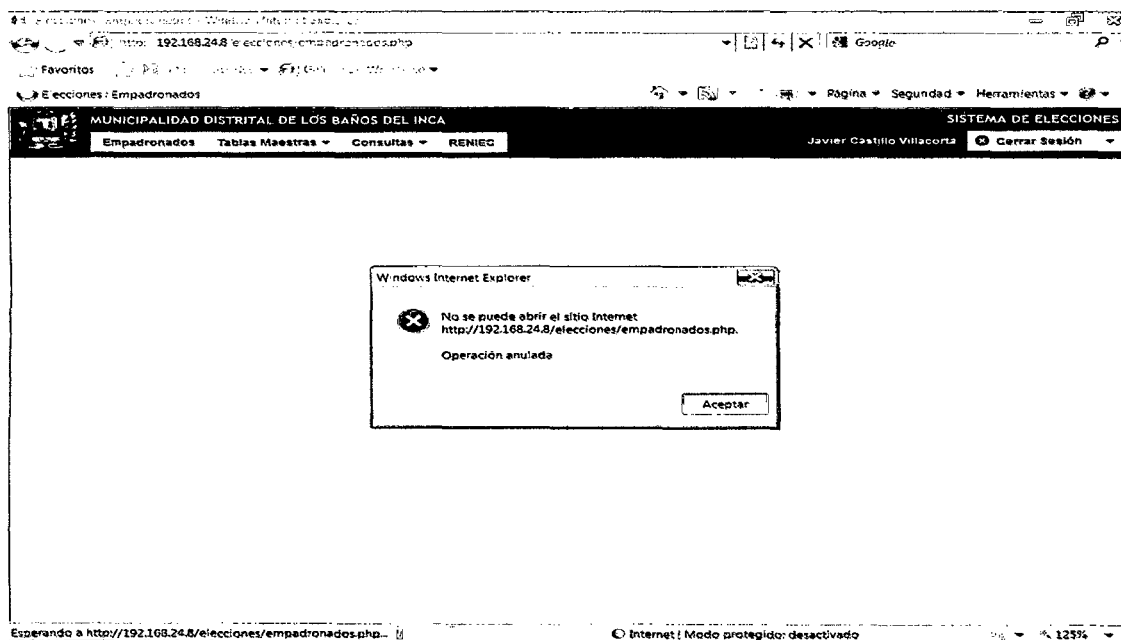 192.168.24.8/elecciones/empadronados.php
Google
Favoritos
Elecciones: Empadronados
Página Seguridad Herramientas
MUNICIPALIDAD DISTRITAL DE LOS BAÑOS DEL INCA
SISTEMA DE ELECCIONES
Empadronados Tablas Maestras Consultas RENIEC
Javier Castillo Villacorta Cerrar Sesión
Windows Internet Explorer
No se puede abrir el sitio Internet
http://192.168.24.8/elecciones/empadronados.php.
Operación anulada
Aceptar
Esperando a http://192.168.24.8/elecciones/empadronados.php...
Internet | Modo protegido: desactivado
125%